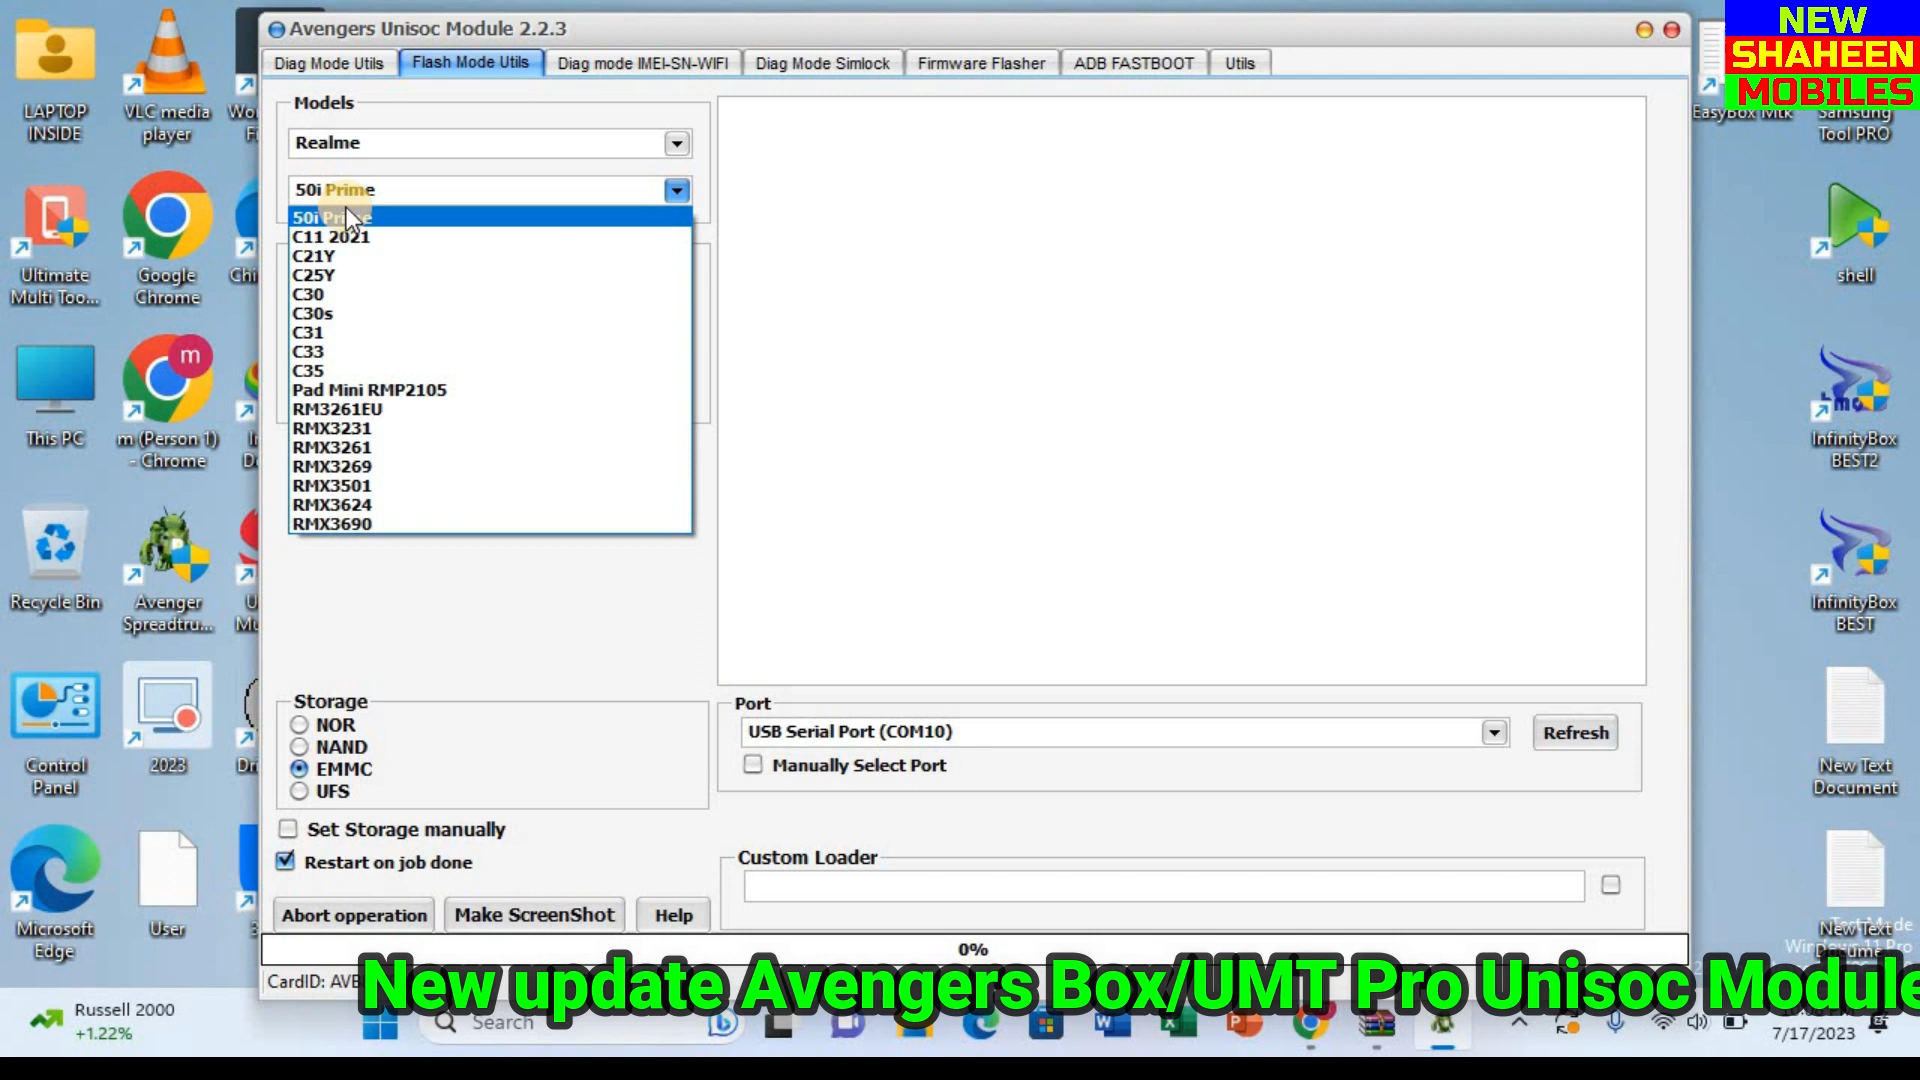 Avengers Unisoc Module 2.2.3
Diag Mode Utils
Flash Mode Utils
Diag mode IMEI-SN-WIFI
Diag Mode Simlock
Firmware Flasher
ADB FASTBOOT
Utils
NEW
SHAHEEN
MOBILES
Models
Realme
50i Prime
50i Prime
C11 2021
C21Y
C25Y
C30
C30s
C31
C33
C35
Pad Mini RMP2105
RM3261EU
RMX3231
RMX3261
RMX3269
RMX3501
RMX3624
RMX3690
Storage
NOR
NAND
EMMC
UFS
Set Storage manually
Restart on job done
Abort opperation
Make ScreenShot
Help
Port
USB Serial Port (COM10)
Refresh
Manually Select Port
Custom Loader
0%
CardID: AVB
New update Avengers Box/UMT Pro Unisoc Module
LAPTOP
INSIDE
VLC media
player
Ultimate
Multi Too...
Google
Chrome
This PC
m
m (Person 1)
- Chrome
Recycle Bin
Avenger
Spreadtru...
Control
Panel
2023
Microsoft
Edge
User
EasyBox Mtk
Samsung
Tool PRO
shell
InfinityBox
BEST2
InfinityBox
BEST
New Text
Document
New Text
Russell 2000
+1.22%
Search
7/17/2023